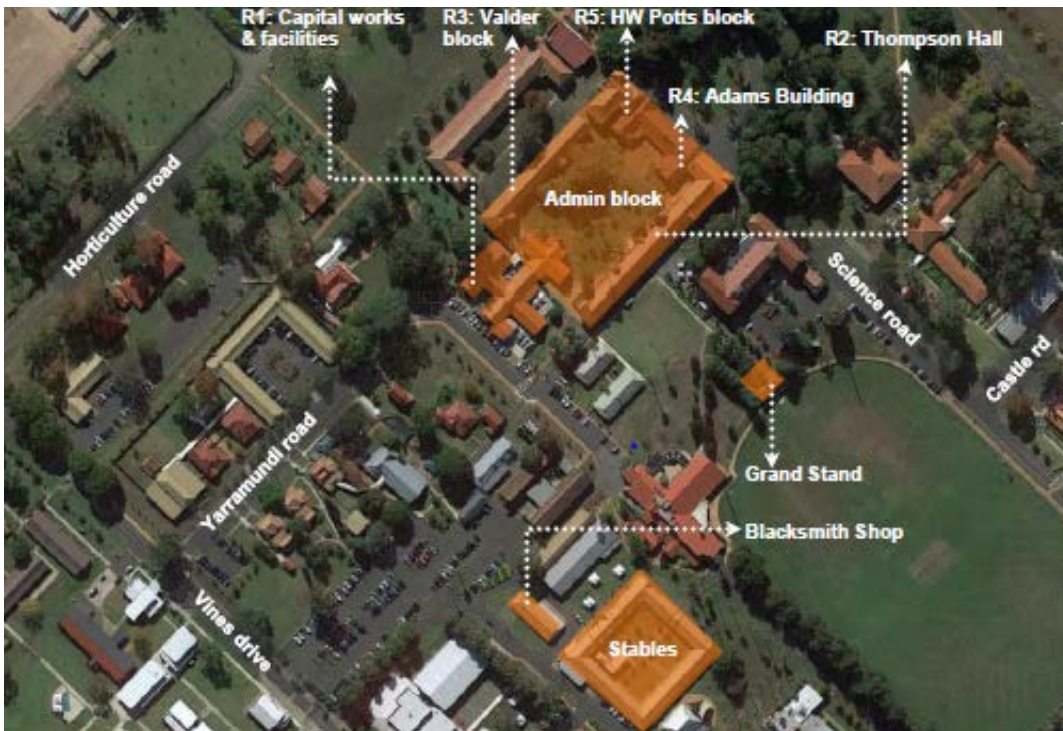 R1: Capital works
& facilities
R3: Valder
block
R5: HW Potts block
R2: Thompson Hall
R4: Adams Building
Admin block
Horticulture road
Science road
Castle rd
Grand Stand
Yarramundi road
Blacksmith Shop
Vines drive
Stables